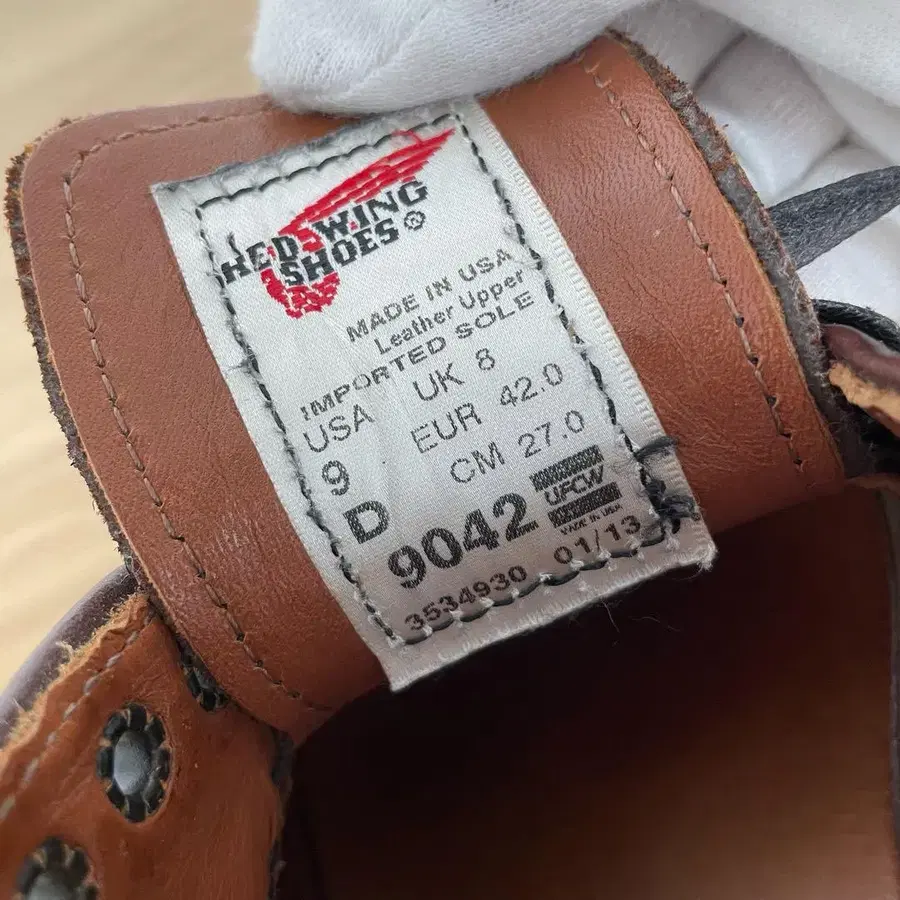 RED WING
SHOES®
MADE IN USA
Leather Upper
IMPORTED SOLE
USA UK 8
9 EUR 42.0
D CM 27.0
9042 UFCW
MADE IN USA
3534930 01/13